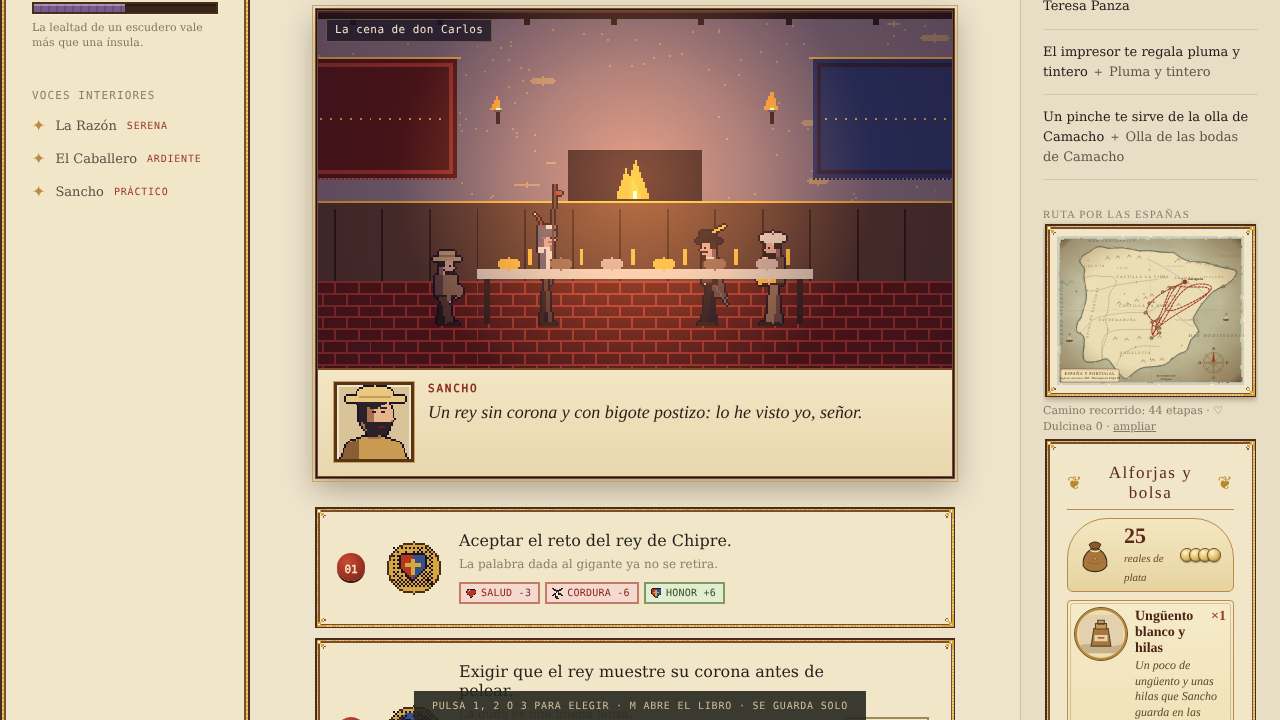 La lealtad de un escudero vale
más que una ínsula.
VOCES INTERIORES
La Razón SERENA
El Caballero ARDIENTE
Sancho PRÁCTICO
La cena de don Carlos
SANCHO
Un rey sin corona y con bigote postizo: lo he visto yo, señor.
01
Aceptar el reto del rey de Chipre.
La palabra dada al gigante ya no se retira.
SALUD -3 CORDURA -6 HONOR +6
Exigir que el rey muestre su corona antes de
pelear.
PULSA 1, 2 O 3 PARA ELEGIR · M ABRE EL LIBRO · SE GUARDA SOLO
Teresa Panza
El impresor te regala pluma y
tintero + Pluma y tintero
Un pinche te sirve de la olla de
Camacho + Olla de las bodas
de Camacho
RUTA POR LAS ESPAÑAS
ESPAÑA Y PORTUGAL
Camino recorrido: 44 etapas · ♡
Dulcinea 0 · ampliar
Alforjas y
bolsa
25
reales de
plata
Ungüento ×1
blanco y
hilas
Un poco de
ungüento y unas
hilas que Sancho
guarda en las